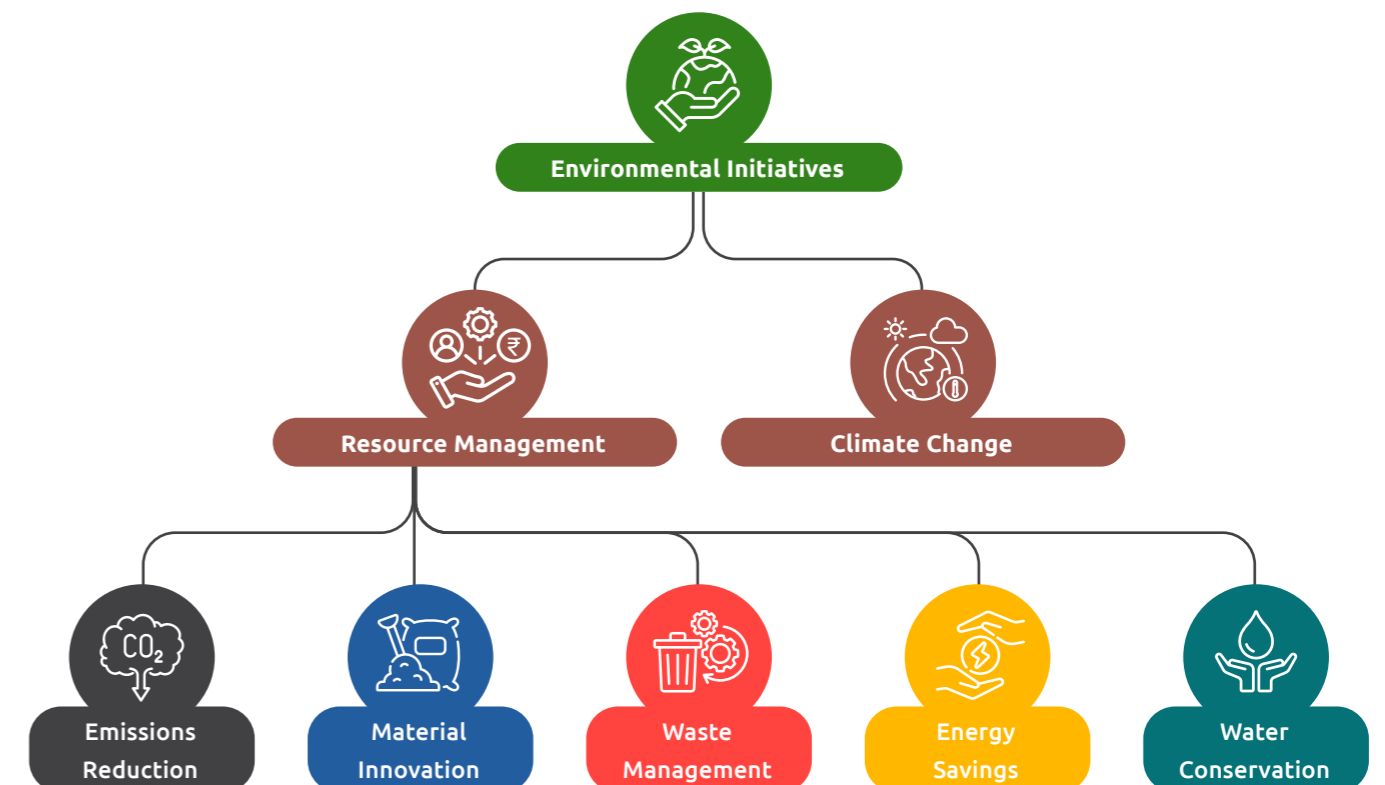 Environmental Initiatives
₹
Resource Management
Climate Change
CO₂
Emissions
Reduction
Material
Innovation
Waste
Management
Energy
Savings
Water
Conservation